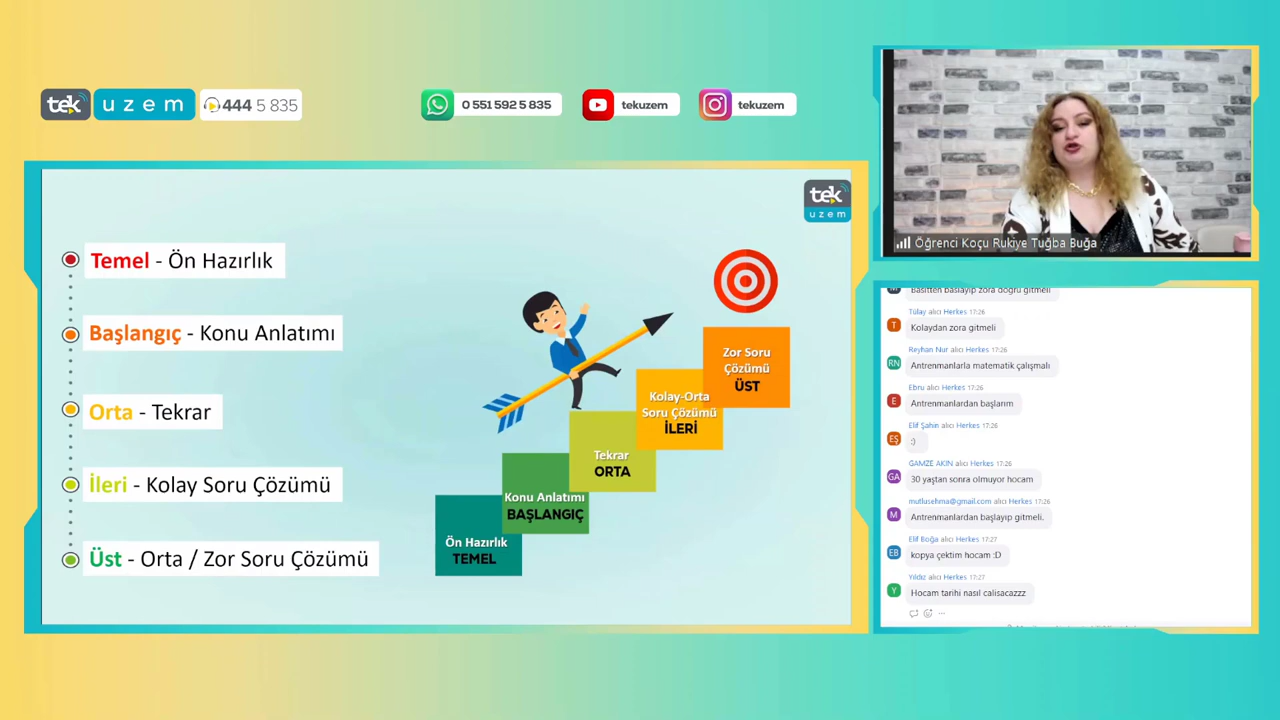 tek uzem 444 5 835
0 551 592 5 835
tekuzem
tekuzem
tek
uzem
Temel - Ön Hazırlık
Başlangıç - Konu Anlatımı
Orta - Tekrar
İleri - Kolay Soru Çözümü
Üst - Orta / Zor Soru Çözümü
Zor Soru
Çözümü
ÜST
Kolay-Orta
Soru Çözümü
İLERİ
Tekrar
ORTA
Konu Anlatımı
BAŞLANGIÇ
Ön Hazırlık
TEMEL
Öğrenci Koçu Rukiye Tuğba Buğa
Basitten başlayıp zora doğru gitmeli
Tülay alıcı Herkes 17:26
T
Kolaydan zora gitmeli
Reyhan Nur alıcı Herkes 17:26
RN
Antrenmanlarla matematik çalışmalı
Ebru alıcı Herkes 17:26
E
Antrenmanlardan başlarım
Elif Şahin alıcı Herkes 17:26
EŞ
:)
GAMZE AKIN alıcı Herkes 17:26
GA
30 yaştan sonra olmuyor hocam
mutlusehma@gmail.com alıcı Herkes 17:26
M
Antrenmanlardan başlayıp gitmeli.
Elif Boğa alıcı Herkes 17:27
EB
kopya çektim hocam :D
Yıldız alıcı Herkes 17:27
Y
Hocam tarihi nasıl calisacazzz